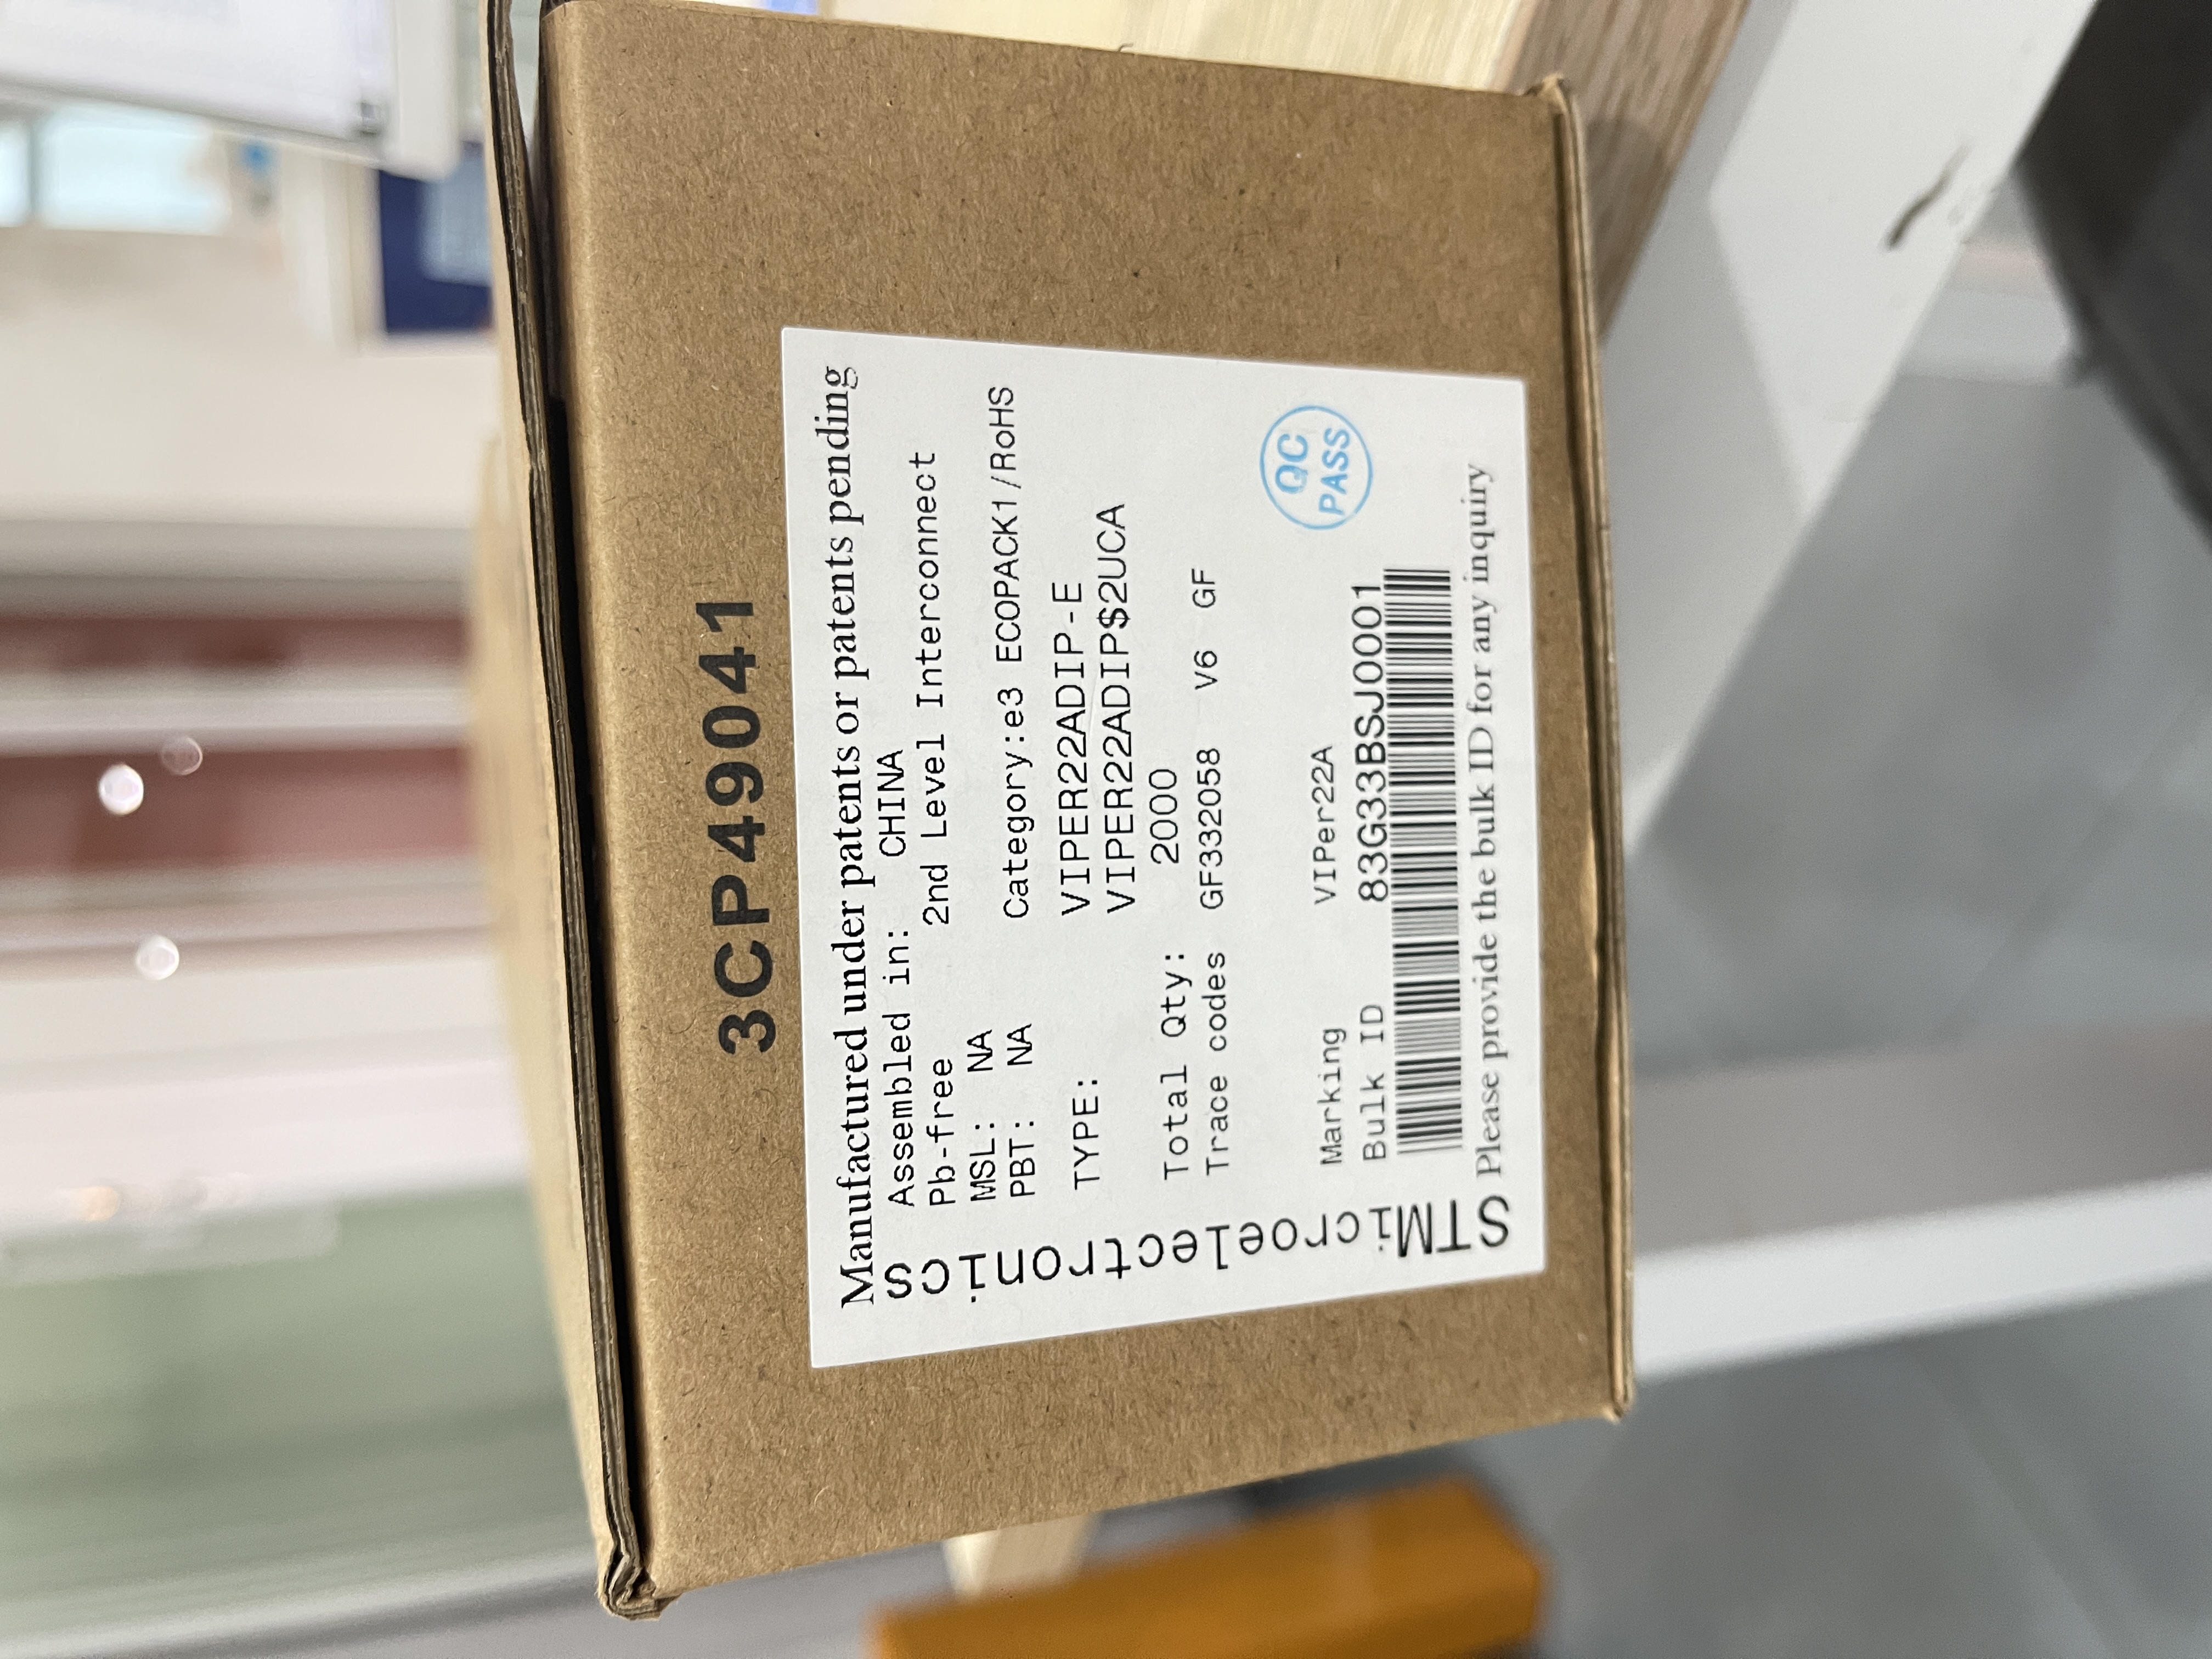 3CP49041
Manufactured under patents or patents pending
Assembled in: CHINA
Pb-free 2nd Level Interconnect
MSL: NA
PBT: NA Category:e3 ECOPACK1/RoHS
TYPE: VIPER22ADIP-E
VIPER22ADIP$2UCA
Total Qty: 2000
Trace codes GF332058 V6 GF
Marking VIPer22A
Bulk ID 83G33BSJ0001
Please provide the bulk ID for any inquiry
STMicroelectronics
QC
PASS